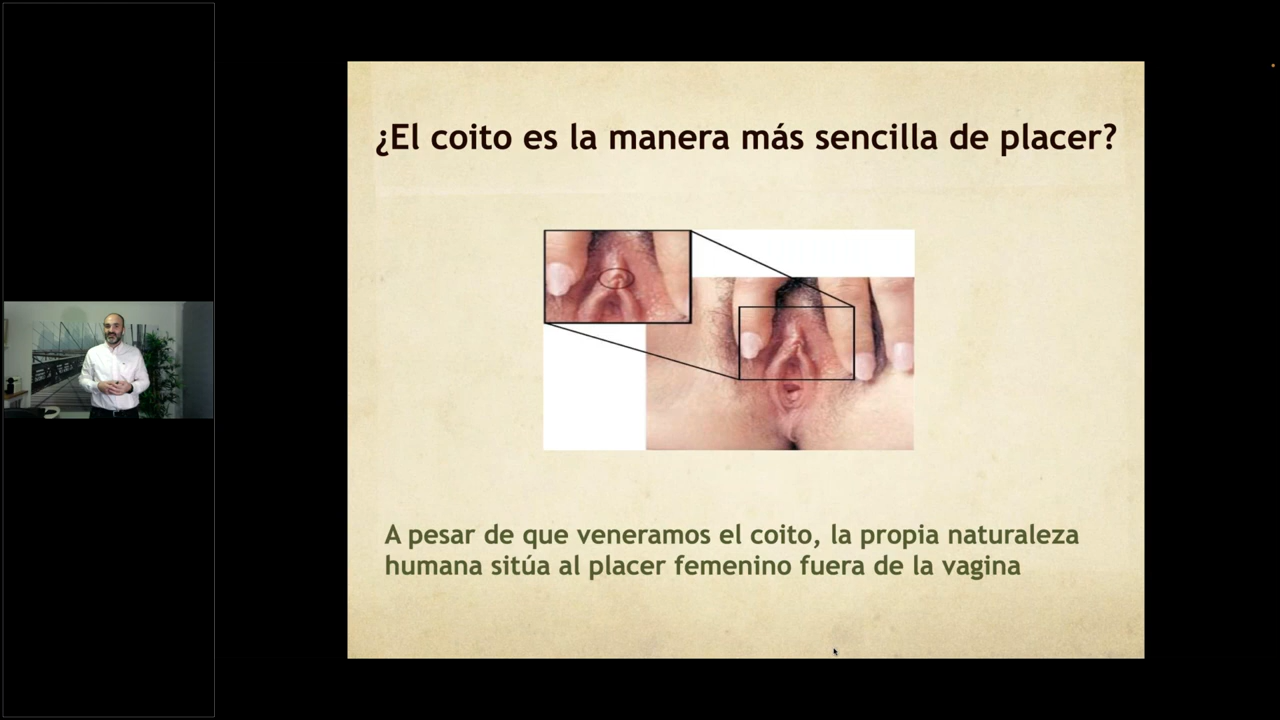 ¿El coito es la manera más sencilla de placer?
A pesar de que veneramos el coito, la propia naturaleza
humana sitúa al placer femenino fuera de la vagina